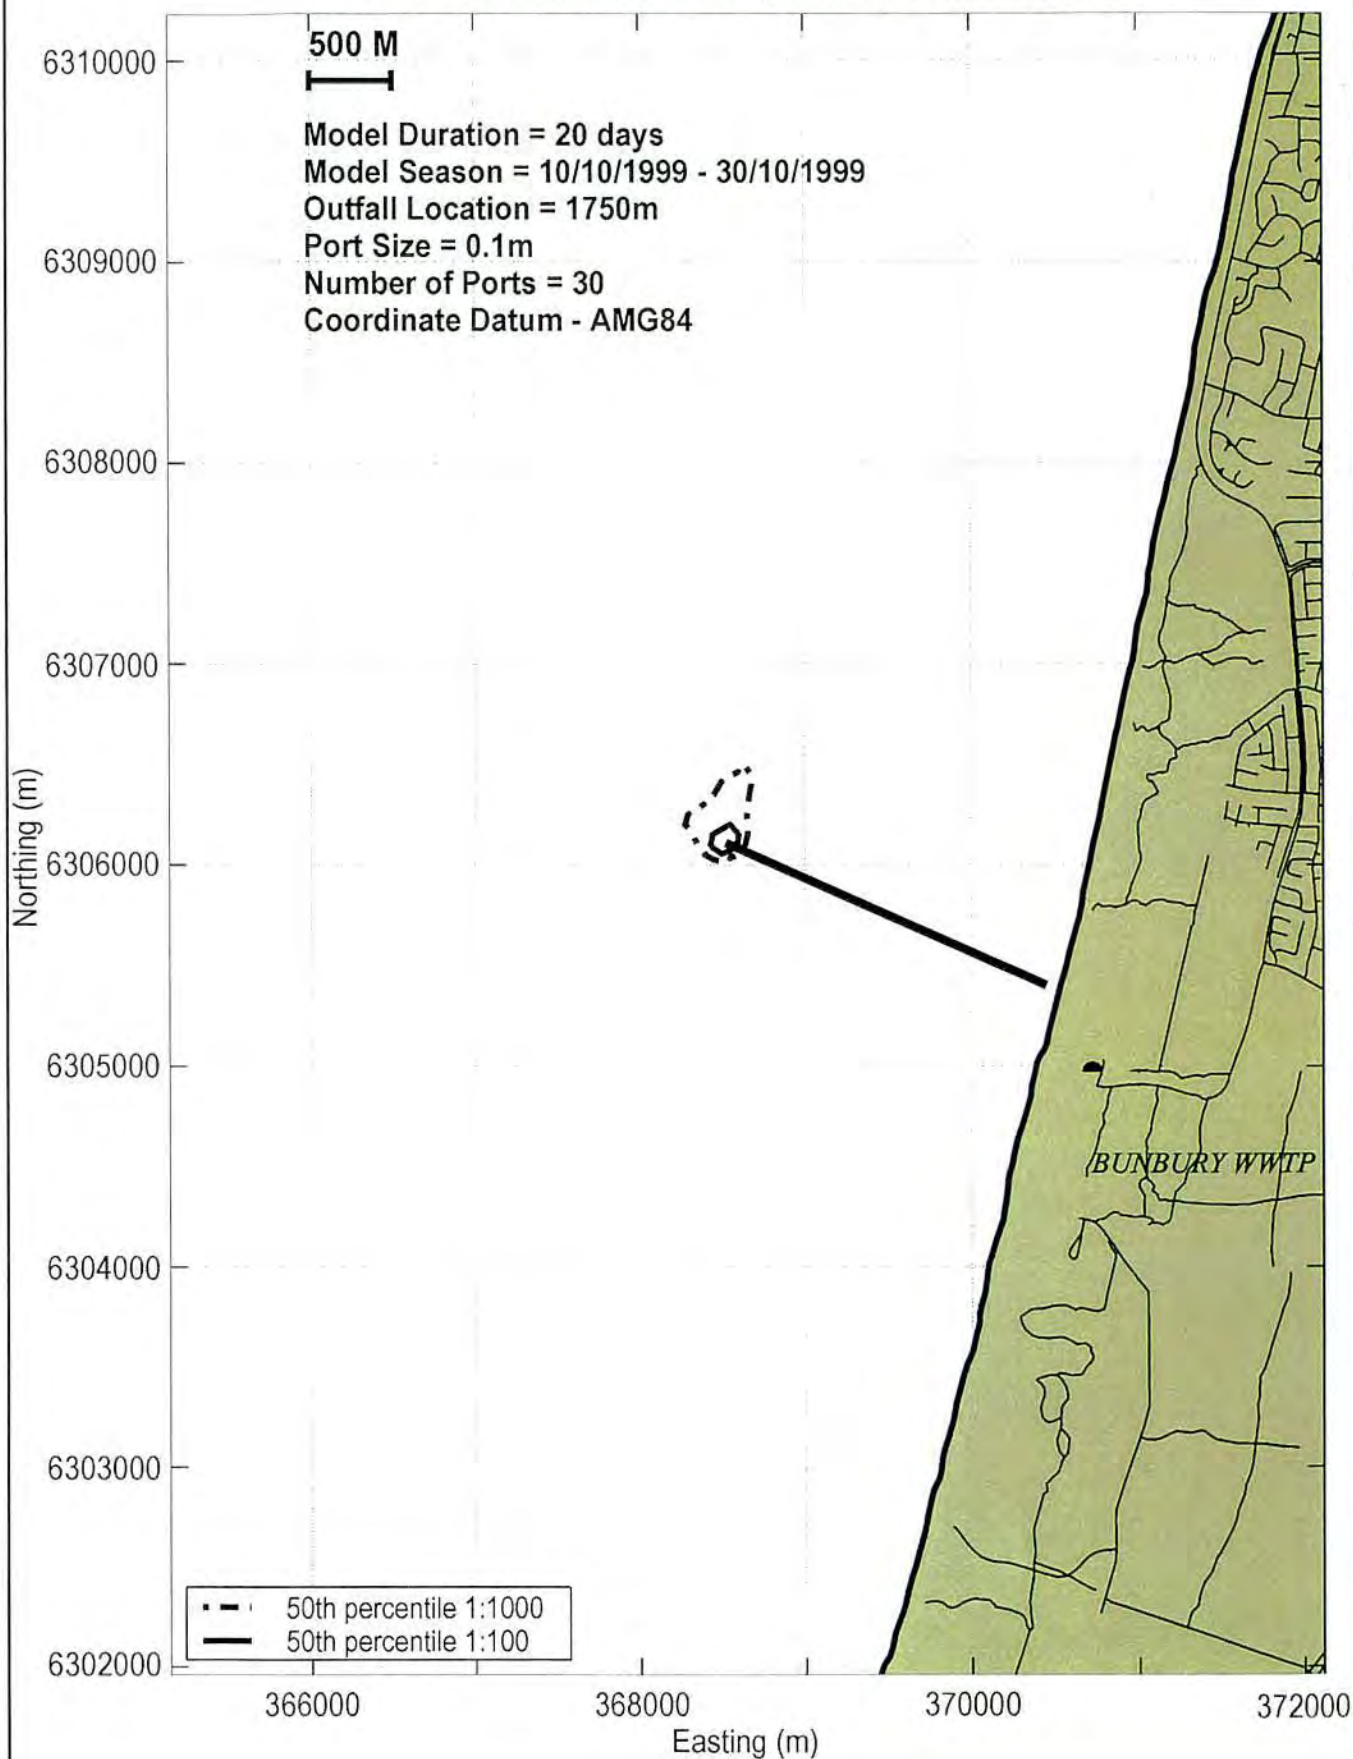 500 M
Model Duration = 20 days
Model Season = 10/10/1999 - 30/10/1999
Outfall Location = 1750m
Port Size = 0.1m
Number of Ports = 30
Coordinate Datum - AMG84
6310000
6309000
6308000
6307000
6306000
6305000
6304000
6303000
6302000
Northing (m)
BUNBURY WWTP
50th percentile 1:1000
50th percentile 1:100
366000
368000
370000
372000
Easting (m)